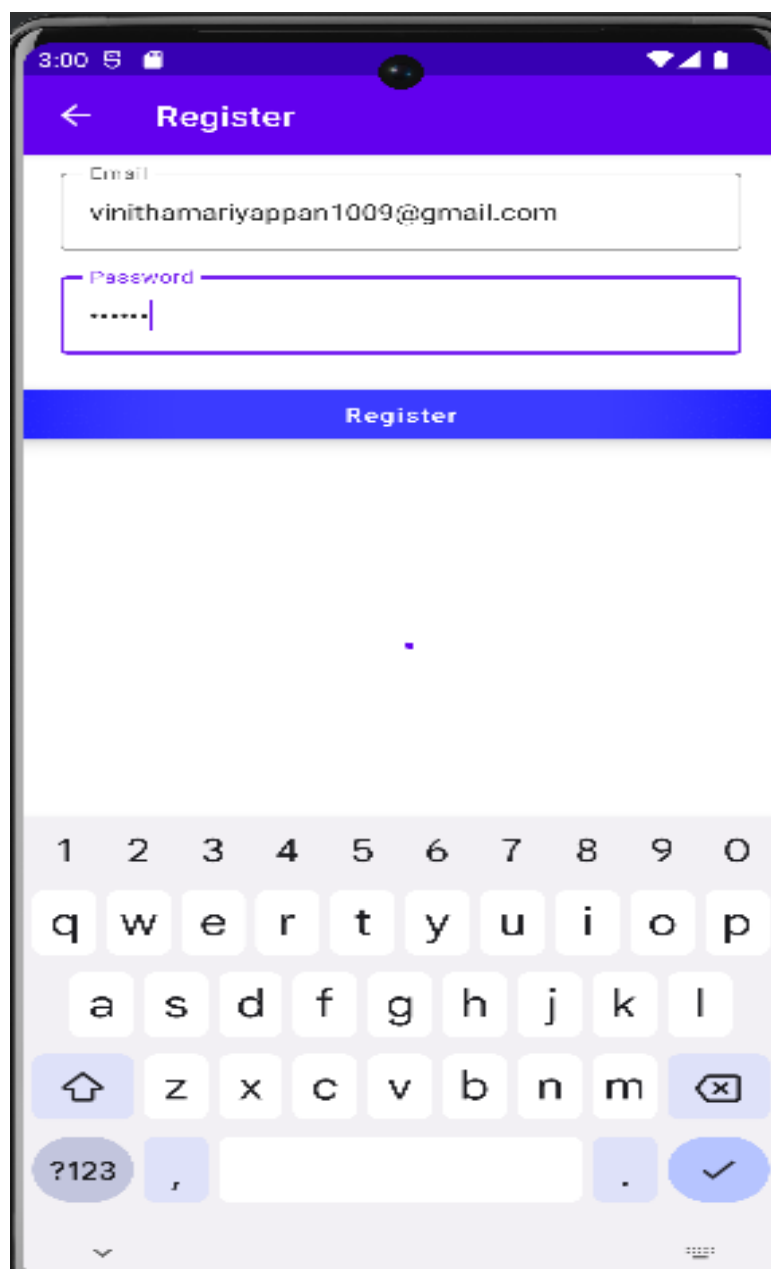 3:00
Register
Email
vinithamariyappan1009@gmail.com
Password
••••••
Register
1 2 3 4 5 6 7 8 9 0
q w e r t y u i o p
a s d f g h j k l
z x c v b n m
?123 , .